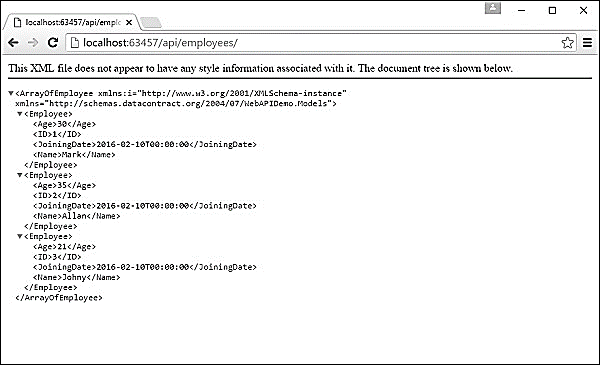 localhost:63457/api/emplo
localhost:63457/api/employees/
This XML file does not appear to have any style information associated with it. The document tree is shown below.
<ArrayOfEmployee xmlns:i="http://www.w3.org/2001/XMLSchema-instance"
xmlns="http://schemas.datacontract.org/2004/07/WebAPIDemo.Models">
<Employee>
<Age>30</Age>
<ID>1</ID>
<JoiningDate>2016-02-10T00:00:00</JoiningDate>
<Name>Mark</Name>
</Employee>
<Employee>
<Age>35</Age>
<ID>2</ID>
<JoiningDate>2016-02-10T00:00:00</JoiningDate>
<Name>Allan</Name>
</Employee>
<Employee>
<Age>21</Age>
<ID>3</ID>
<JoiningDate>2016-02-10T00:00:00</JoiningDate>
<Name>Johny</Name>
</Employee>
</ArrayOfEmployee>